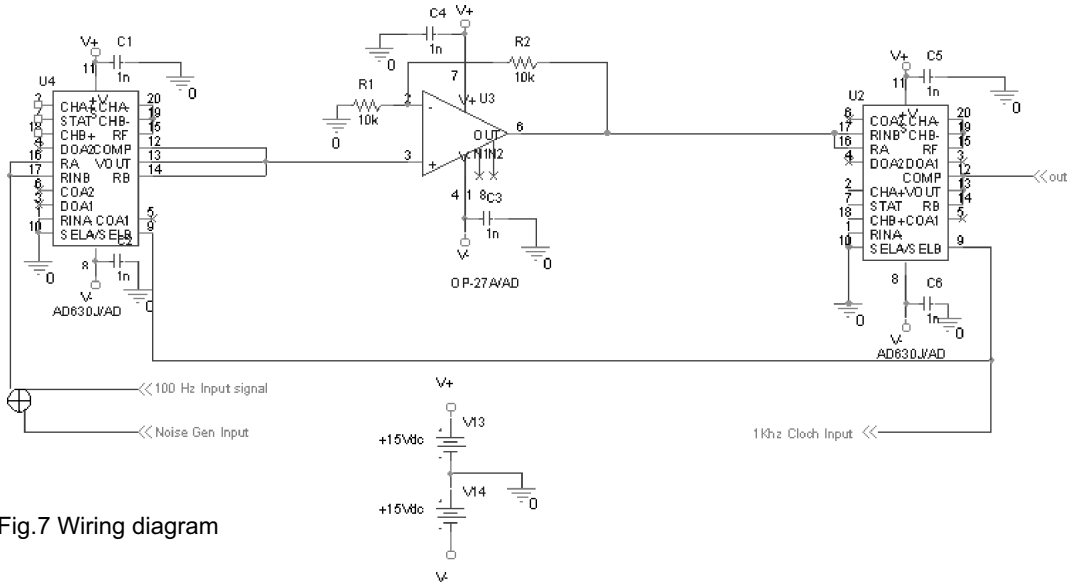 C4 V+
1n
0
7
R2
10k
R1
10k
0
2
3
-
+
V+
U3
OUT
6
V-
N1N2
4
1
8
C3
1n
V-
0
OP-27A/AD
V+
C1
11
1n
0
U4
+V
S
2 CHA+ CHA- 20
7 STAT CHB- 19
18 CHB+ RF 15
4 DOA2 COMP 12
16 RA VOUT 13
17 RINB RB 14
6 COA2
3 DOA1
1 RINA COA1 5
10 SELA/SELB 9
0
C2
8
1n
V-
0
AD630J/AD
V+
C5
11
1n
0
U2
+V
S
6 COA2 CHA- 20
17 RINB CHB- 19
16 RA RF 15
4 DOA2 DOA1 3
COMP 12
2 CHA+ VOUT 13
7 STAT RB 14
18 CHB+ COA1 5
1 RINA
10 SELA/SELB 9
out
0
8
C6
1n
V-
0
AD630J/AD
100 Hz Input signal
Noise Gen Input
1Khz Cloch Input
V+
V13
+15Vdc
V14
0
+15Vdc
V-
Fig.7 Wiring diagram